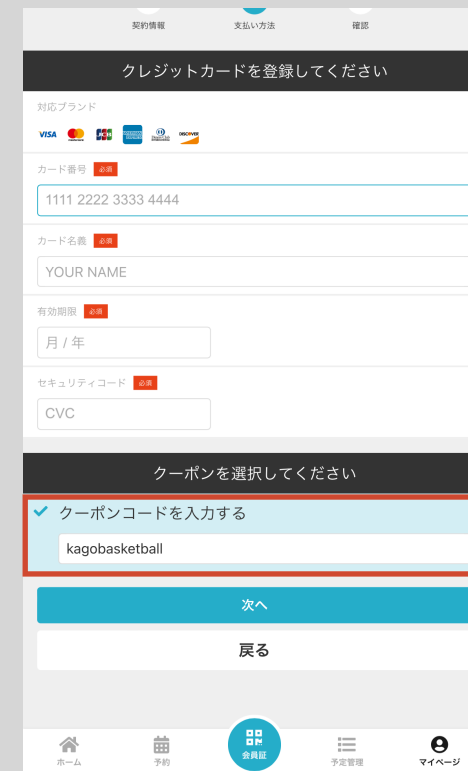 契約情報 支払い方法 確認
クレジットカードを登録してください
対応ブランド
VISA JCB DISCOVER
カード番号 必須
1111 2222 3333 4444
カード名義 必須
YOUR NAME
有効期限 必須
月 / 年
セキュリティコード 必須
CVC
クーポンを選択してください
クーポンコードを入力する
kagobasketball
次へ
戻る
ホーム 予約 会員証 予定管理 マイページ